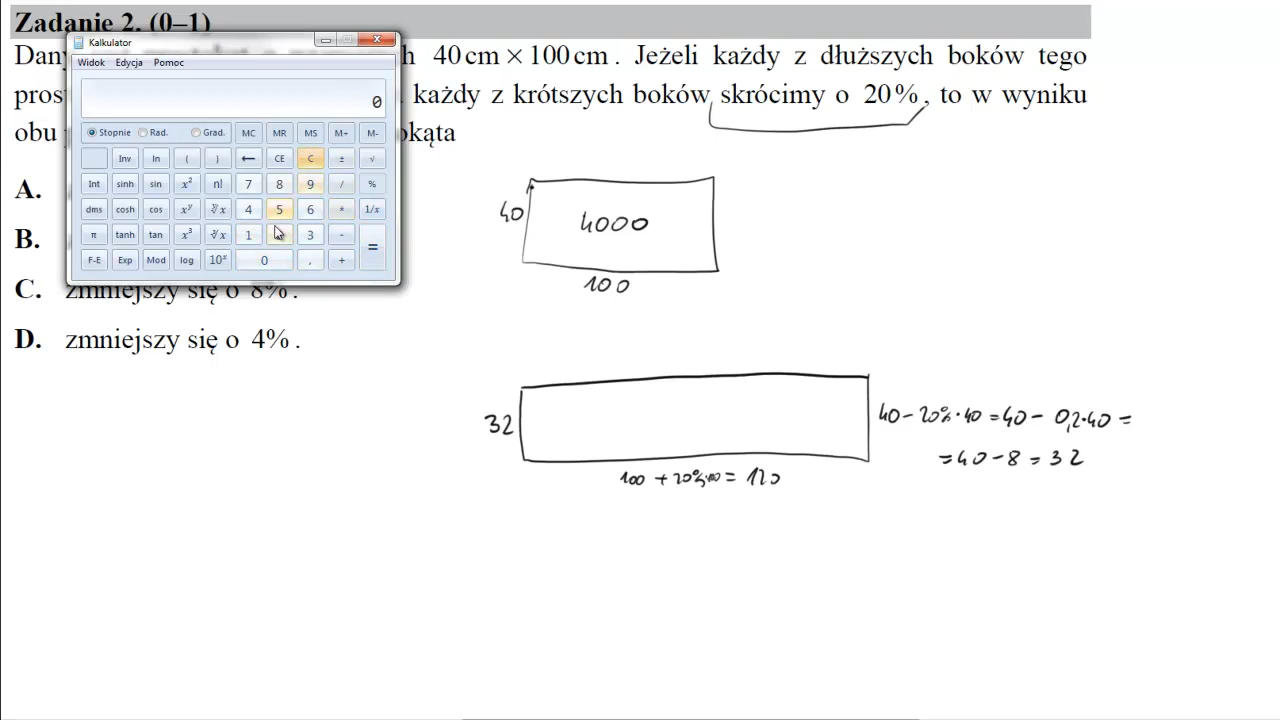 Zadanie 2. (0–1)
Dany 40 cm × 100 cm . Jeżeli każdy z dłuższych boków tego
każdy z krótszych boków skrócimy o 20% , to w wyniku
obu
A.
B.
C. zmniejszy się o 8% .
D. zmniejszy się o 4% .
Kalkulator
Widok Edycja Pomoc
0
Stopnie Rad. Grad. MC MR MS M+ M-
Inv ln ( ) ← CE C ± √
Int sinh sin x² n! 7 8 9 / %
dms cosh cos xʸ ʸ√x 4 5 6 * 1/x
π tanh tan x³ ³√x 1 3 - =
F-E Exp Mod log 10ˣ 0 , +
40 4000
100
32 40 - 20% · 40 = 40 - 0,2 · 40 =
= 40 - 8 = 32
100 + 20% · 100 = 120